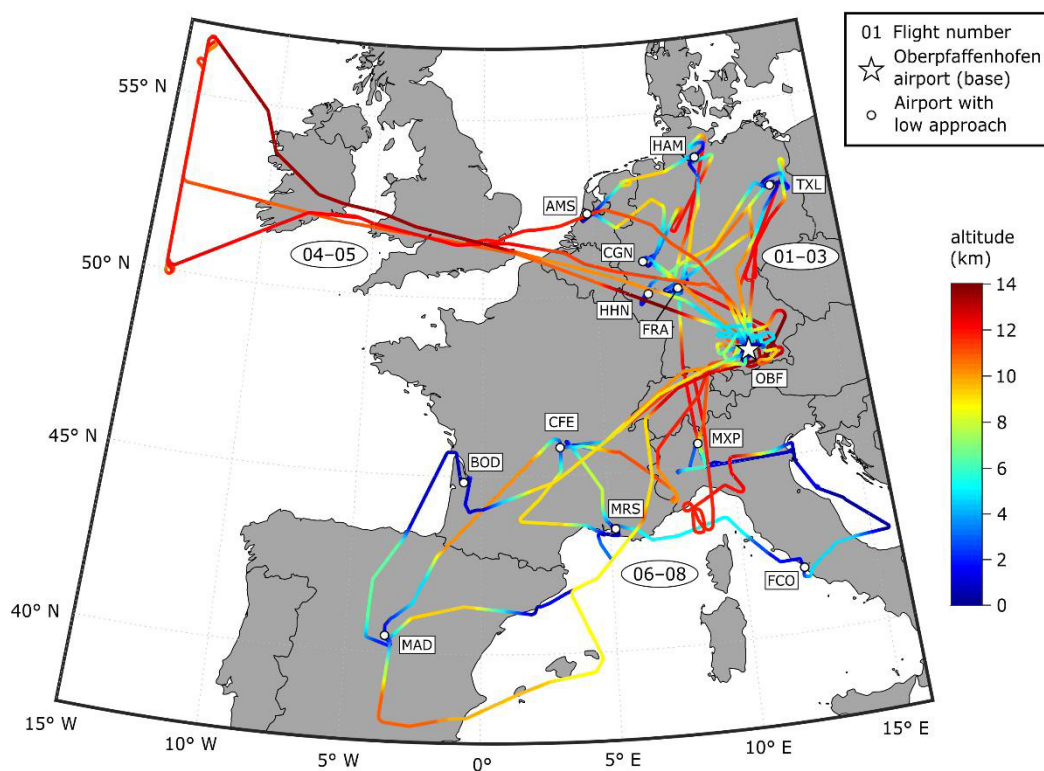 01 Flight number
Oberpfaffenhofen
airport (base)
Airport with
low approach
55° N
50° N
45° N
40° N
HAM
TXL
AMS
CGN
HHN
FRA
04–05
01–03
OBF
CFE
MXP
BOD
MRS
06–08
FCO
MAD
altitude
(km)
14
12
10
8
6
4
2
0
15° W
10° W
5° W
0°
5° E
10° E
15° E